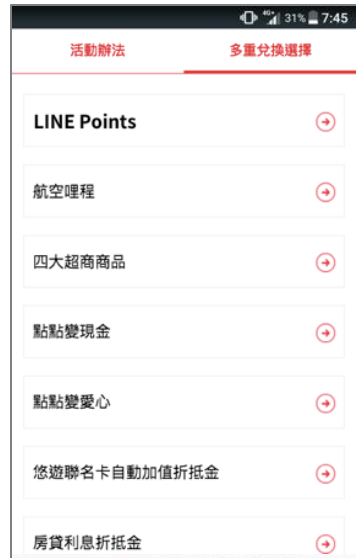 4G 31% 7:45
活動辦法 多重兌換選擇
LINE Points
航空哩程
四大超商商品
點點變現金
點點變愛心
悠遊聯名卡自動加值折抵金
房貸利息折抵金